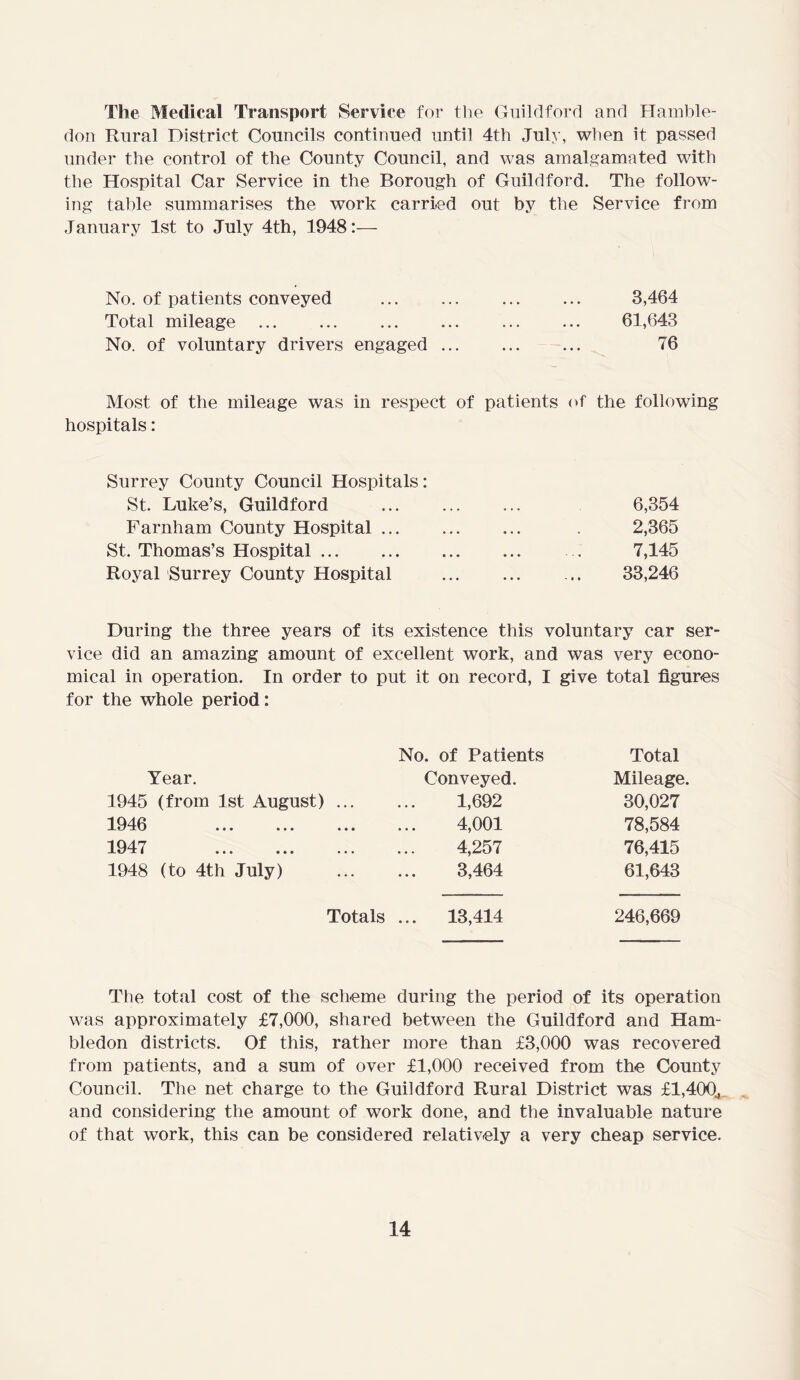 The Medical Transport Service for the Guildford and Hamble-
don Rural District Councils continued until 4th July, when it passed
under the control of the County Council, and was amalgamated with
the Hospital Car Service in the Borough of Guildford. The follow-
ing table summarises the work carried out by the Service from
January 1st to July 4th, 1948:—
No. of patients conveyed ... ... ... ... 3,464
Total mileage ... ... ... ... ... ... 61,643
No. of voluntary drivers engaged ... ... ... 76
Most of the mileage was in respect of patients of the following
hospitals:
Surrey County Council Hospitals:
St. Luke's, Guildford ... ... ... 6,354
Farnham County Hospital ... ... ... 2,365
St. Thomas's Hospital ... ... ... ... 7,145
Royal Surrey County Hospital ... ... ... 33,246
During the three years of its existence this voluntary car ser-
vice did an amazing amount of excellent work, and was very econo-
mical in operation. In order to put it on record, I give total figures
for the whole period:
No. of Patients Total
Year. Conveyed. Mileage.
1945 (from 1st August) ... ... 1,692 30,027
1946 ... ... ... ... 4,001 78,584
1947 ... ... ... ... 4,257 76,415
1948 (to 4th July) ... ... 3,464 61,643
Totals ... 13,414 246,669
The total cost of the scheme during the period of its operation
was approximately £7,000, shared between the Guildford and Ham-
bledon districts. Of this, rather more than £3,000 was recovered
from patients, and a sum of over £1,000 received from the County
Council. The net charge to the Guildford Rural District was £1,400,
and considering the amount of work done, and the invaluable nature
of that work, this can be considered relatively a very cheap service.
14